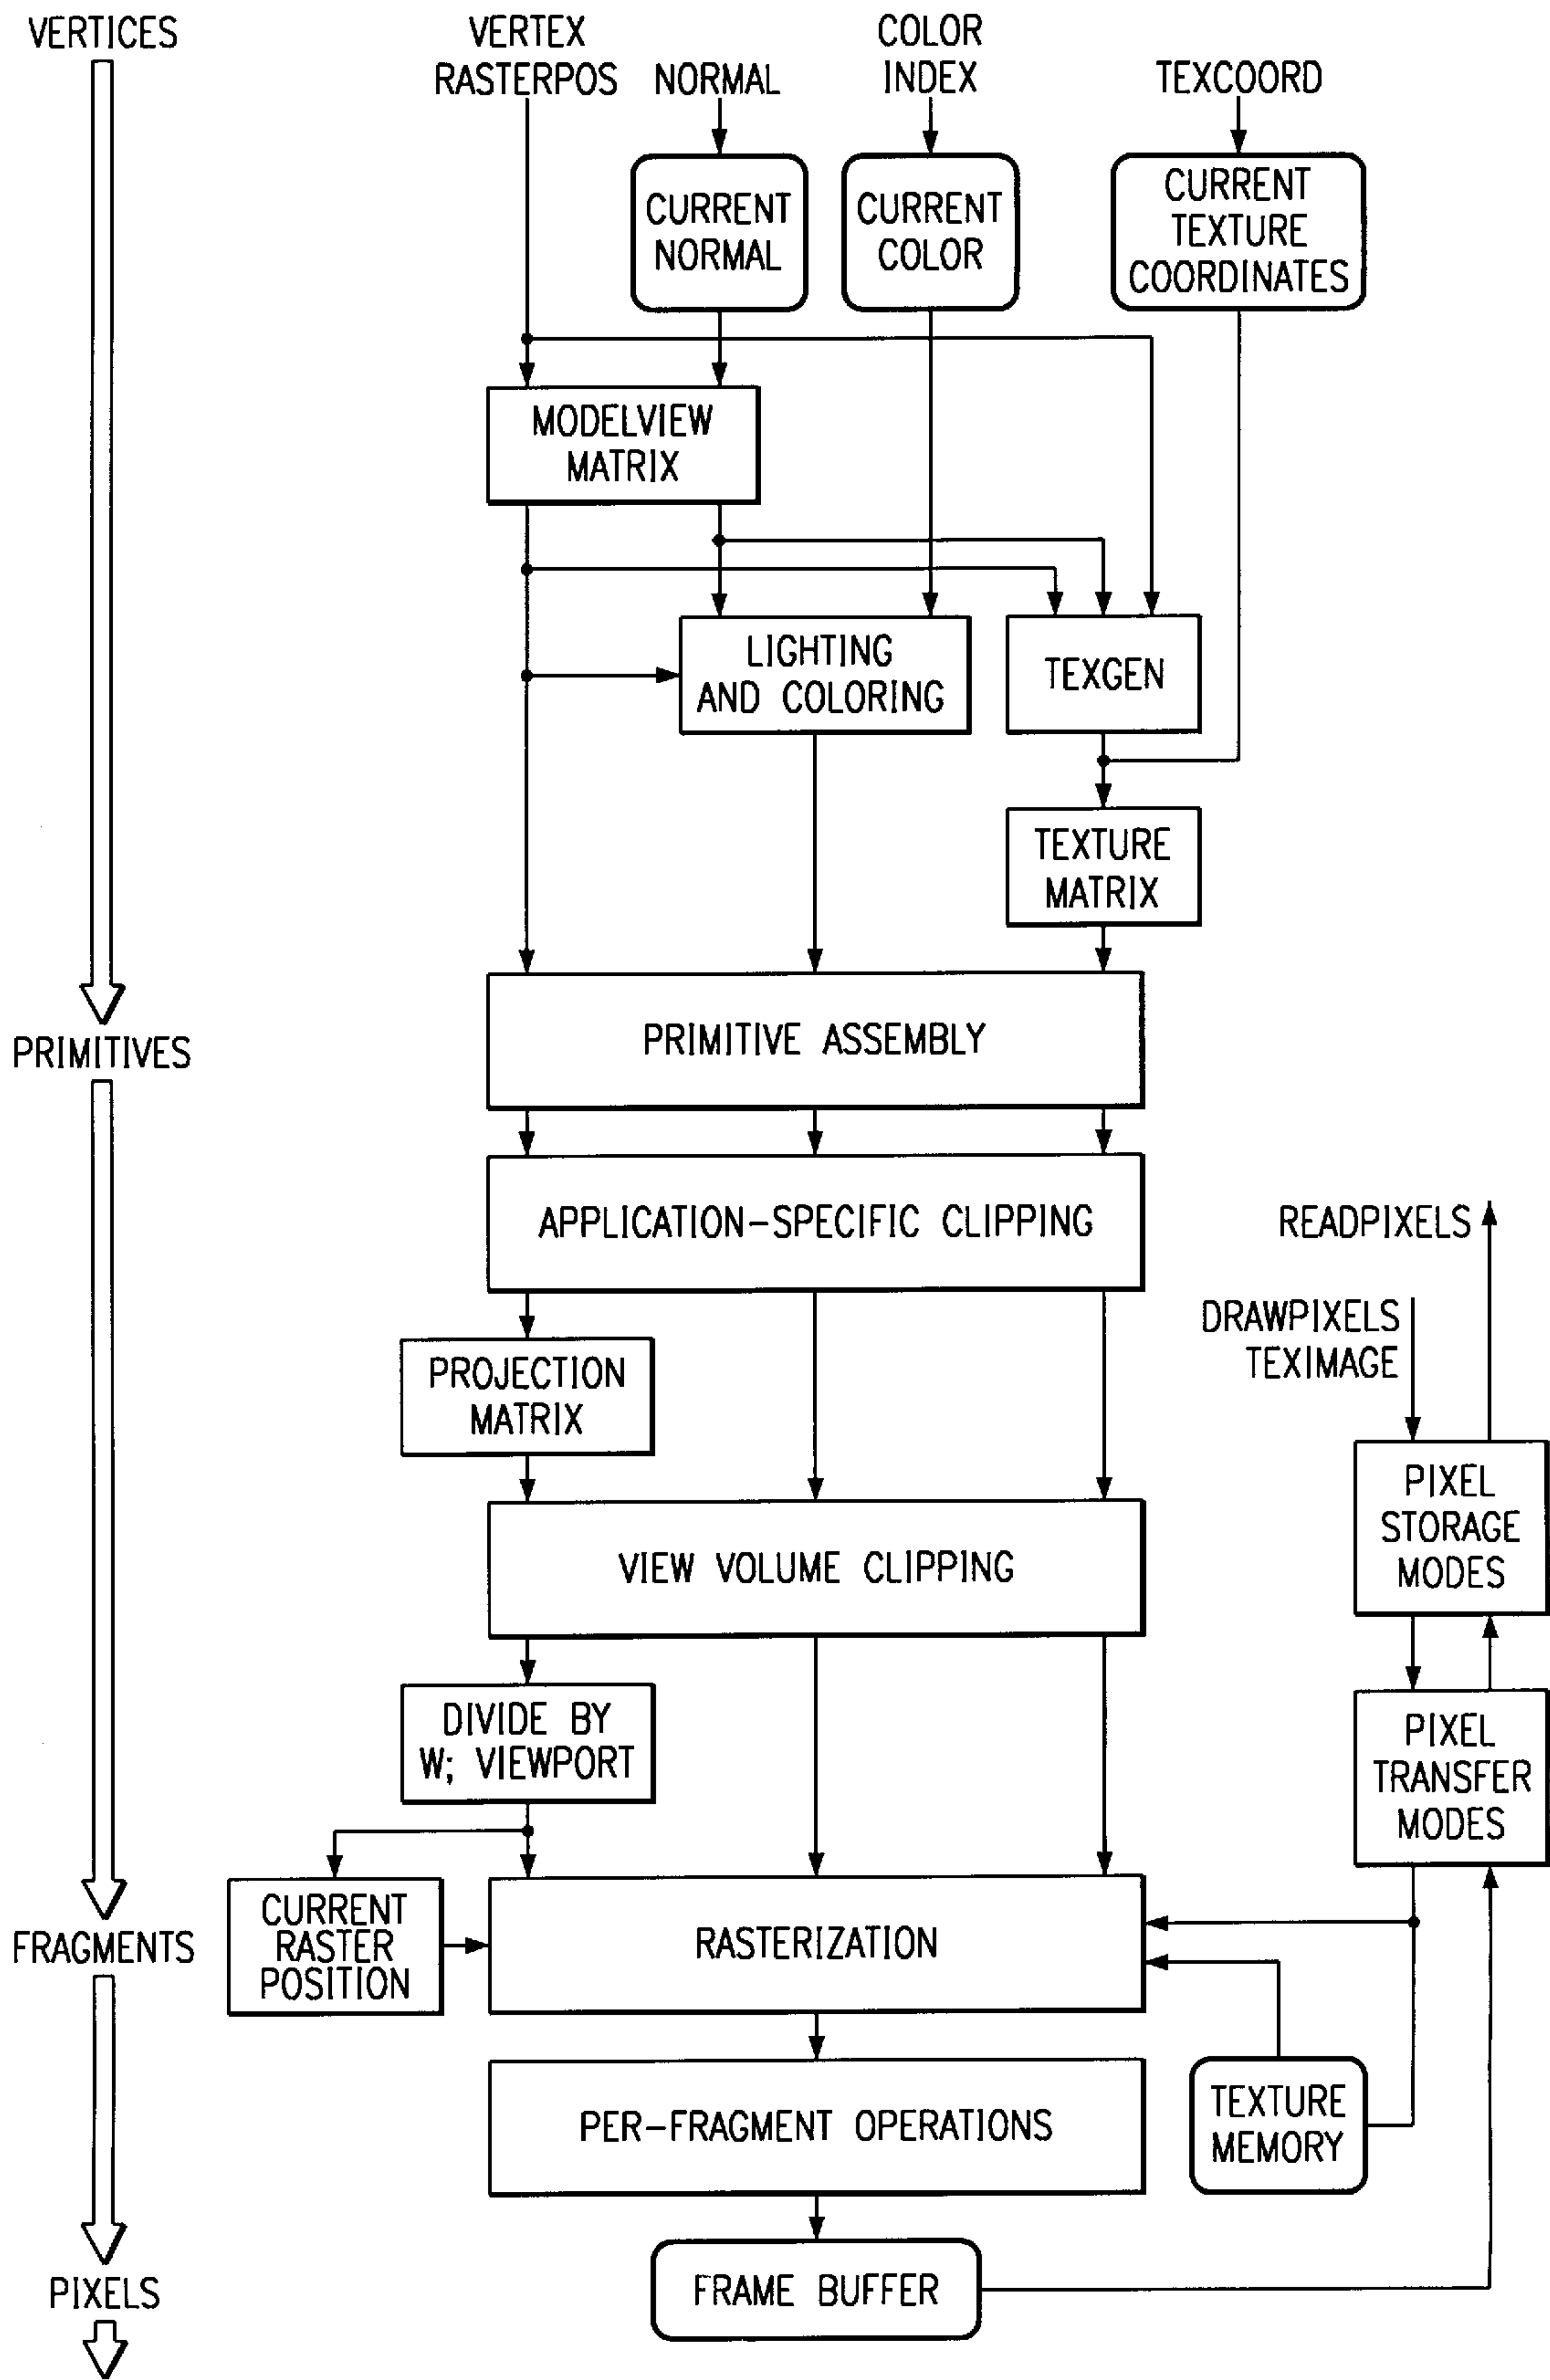 VERTICES
VERTEX
RASTERPOS
NORMAL
COLOR
INDEX
TEXCOORD
CURRENT
NORMAL
CURRENT
COLOR
CURRENT
TEXTURE
COORDINATES
MODELVIEW
MATRIX
LIGHTING
AND COLORING
TEXGEN
TEXTURE
MATRIX
PRIMITIVES
PRIMITIVE ASSEMBLY
APPLICATION-SPECIFIC CLIPPING
READPIXELS
DRAWPIXELS
TEXIMAGE
PROJECTION
MATRIX
PIXEL
STORAGE
MODES
VIEW VOLUME CLIPPING
DIVIDE BY
W; VIEWPORT
PIXEL
TRANSFER
MODES
FRAGMENTS
CURRENT
RASTER
POSITION
RASTERIZATION
TEXTURE
MEMORY
PER-FRAGMENT OPERATIONS
PIXELS
FRAME BUFFER